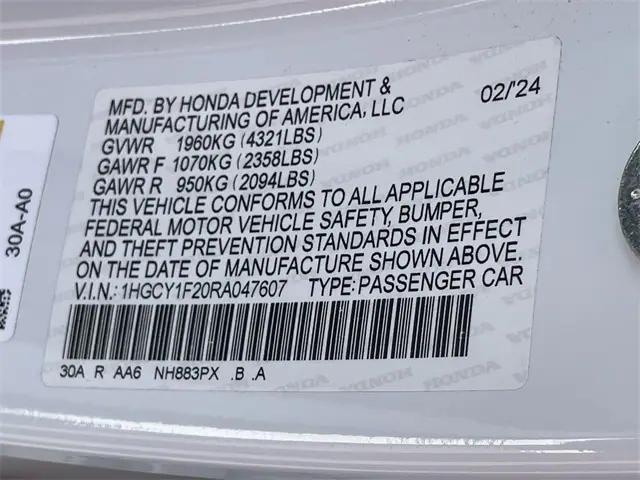 MFD. BY HONDA DEVELOPMENT & 02/'24
MANUFACTURING OF AMERICA, LLC
GVWR 1960KG (4321LBS)
GAWR F 1070KG (2358LBS)
GAWR R 950KG (2094LBS)
THIS VEHICLE CONFORMS TO ALL APPLICABLE
FEDERAL MOTOR VEHICLE SAFETY, BUMPER,
AND THEFT PREVENTION STANDARDS IN EFFECT
ON THE DATE OF MANUFACTURE SHOWN ABOVE.
V.I.N.: 1HGCY1F20RA047607 TYPE: PASSENGER CAR
30A R AA6 NH883PX .B .A
30A-A0
HONDA